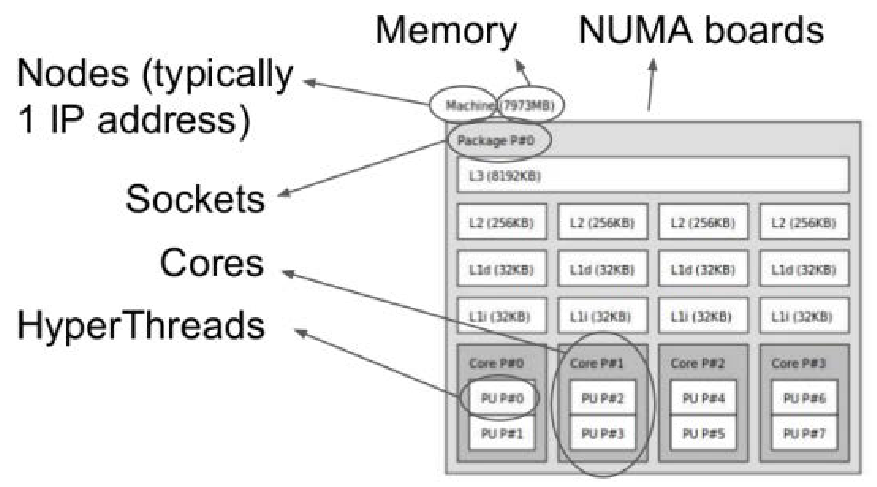 Memory
NUMA boards
Nodes (typically
1 IP address)
Machine (7973MB)
Package P#0
L3 (8192KB)
Sockets
L2 (256KB) L2 (256KB) L2 (256KB) L2 (256KB)
Cores
L1d (32KB) L1d (32KB) L1d (32KB) L1d (32KB)
HyperThreads
L1i (32KB) L1i (32KB) L1i (32KB) L1i (32KB)
Core P#0 Core P#1 Core P#2 Core P#3
PU P#0 PU P#2 PU P#4 PU P#6
PU P#1 PU P#3 PU P#5 PU P#7